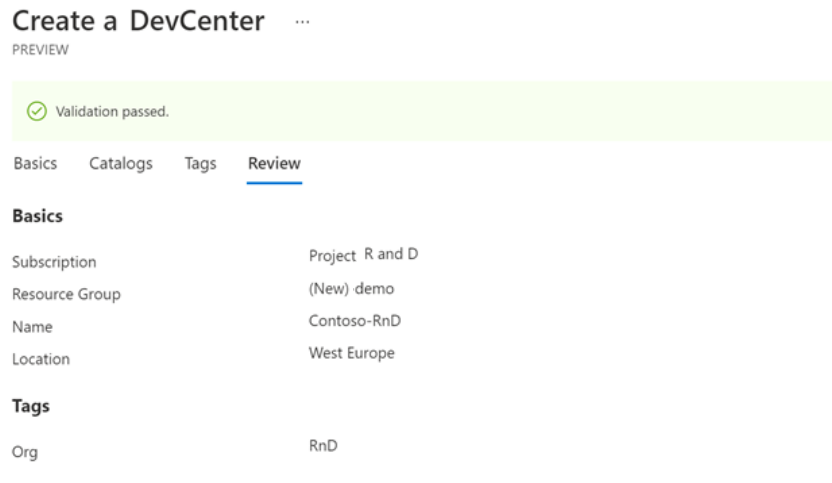 Create a DevCenter ...
PREVIEW
Validation passed.
Basics Catalogs Tags Review
Basics
Subscription Project R and D
Resource Group (New) demo
Name Contoso-RnD
Location West Europe
Tags
Org RnD